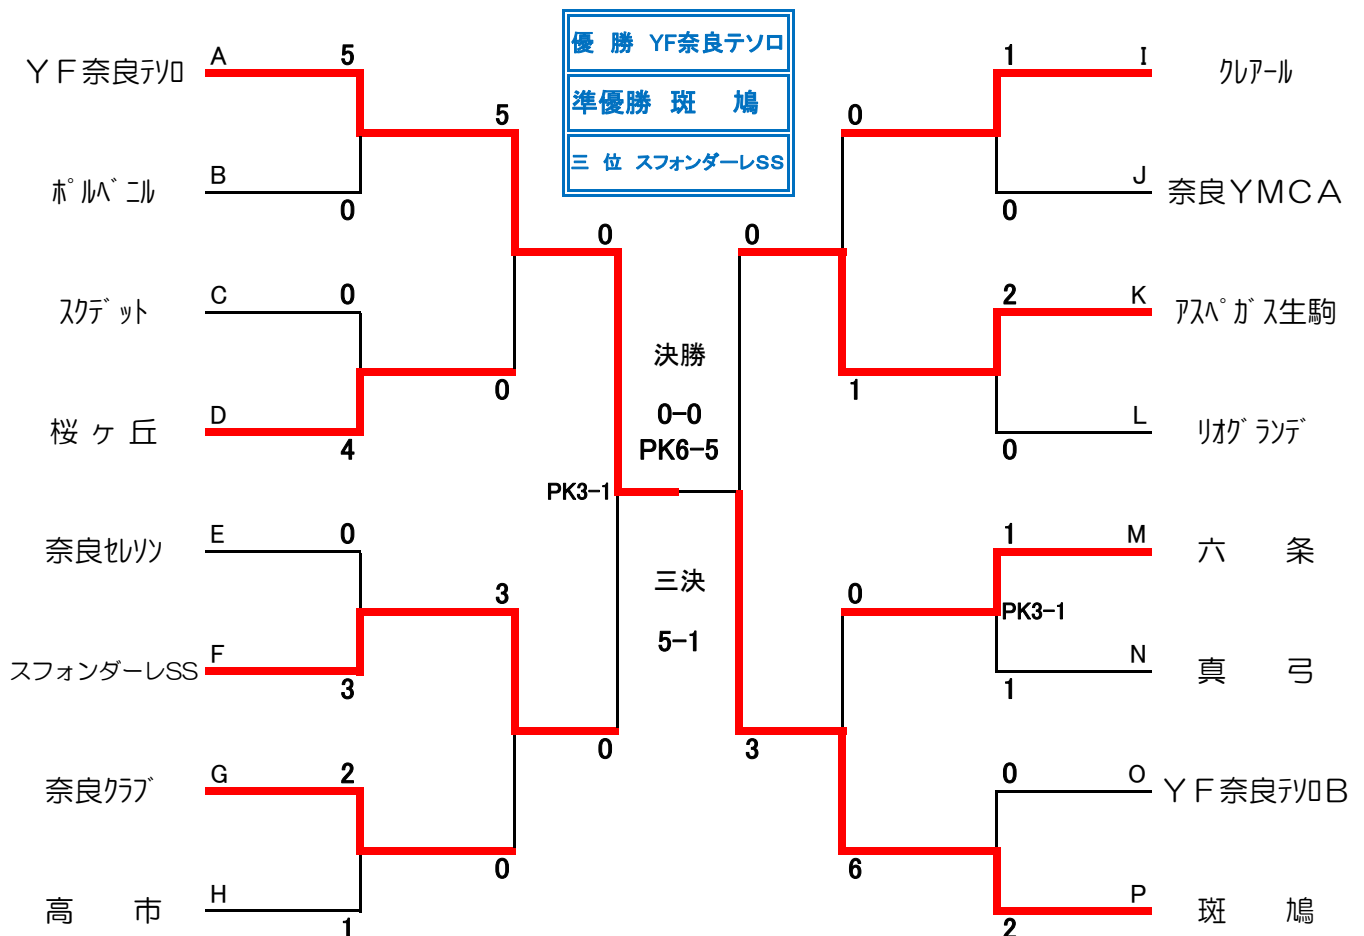 優 勝 YF奈良テソロ
準優勝 斑 鳩
三 位 スフォンダーレSS
ＹＦ奈良ﾃｿﾛ
A
5
ﾎﾟﾙﾍﾞﾆﾙ
B
0
5
ｽｸﾃﾞｯﾄ
C
0
桜ヶ丘
D
4
0
0
奈良ｾﾚｿﾝ
E
0
スフォンダーレSS
F
3
3
奈良ｸﾗﾌﾞ
G
2
高 市
H
1
0
0
PK3-1
決勝
0-0
PK6-5
三決
5-1
1
I
ｸﾚｱｰﾙ
J
奈良ＹＭＣＡ
0
0
0
2
K
ｱｽﾍﾟｶﾞｽ生駒
L
ﾘｵｸﾞﾗﾝﾃﾞ
0
1
1
M
六 条
PK3-1
N
真 弓
1
0
3
0
O
ＹＦ奈良ﾃｿﾛＢ
P
斑 鳩
2
6